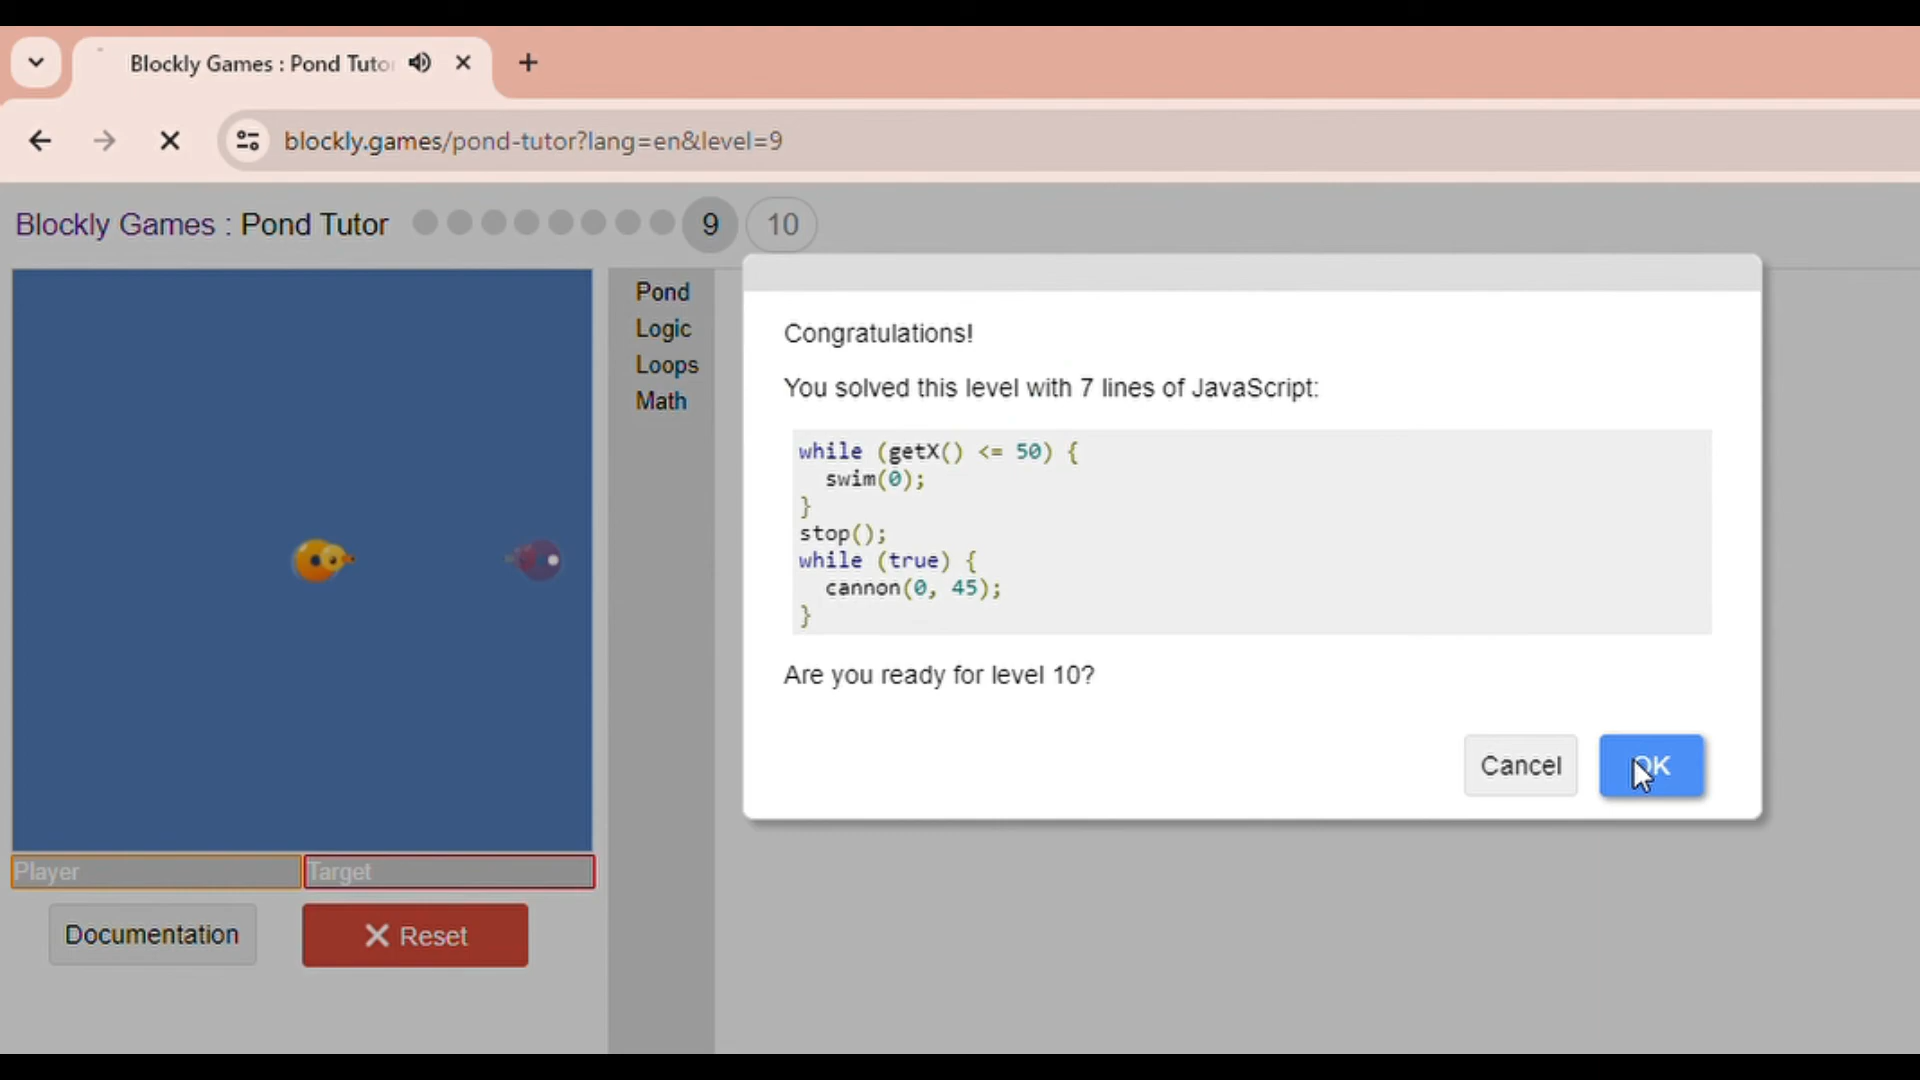 Blockly Games : Pond Tutor
blockly.games/pond-tutor?lang=en&level=9
Blockly Games : Pond Tutor 9 10
Pond
Logic
Loops
Math
Congratulations!
You solved this level with 7 lines of JavaScript:
while (getX() <= 50) {
  swim(0);
}
stop();
while (true) {
  cannon(0, 45);
}
Are you ready for level 10?
Cancel OK
Player Target
Documentation Reset